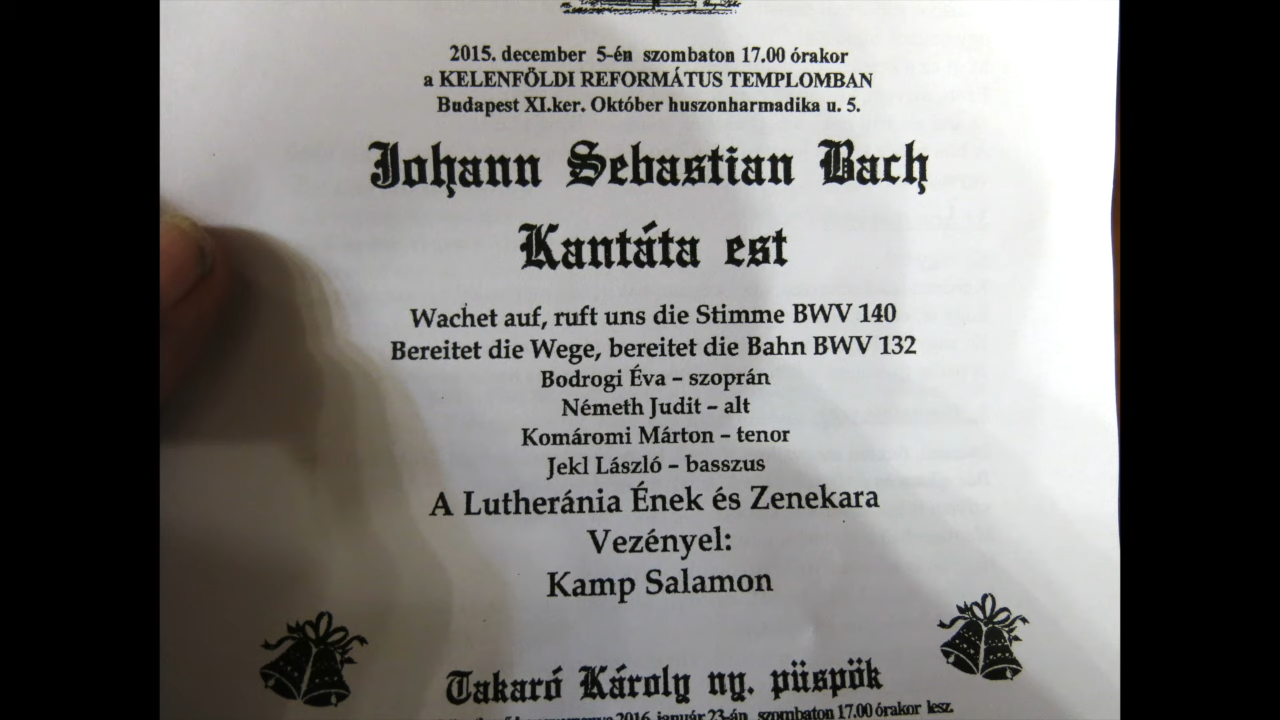 2015. december 5-én szombaton 17.00 órakor
a KELENFÖLDI REFORMÁTUS TEMPLOMBAN
Budapest XI.ker. Október huszonharmadika u. 5.
Johann Sebastian Bach
Kantáta est
Wachet auf, ruft uns die Stimme BWV 140
Bereitet die Wege, bereitet die Bahn BWV 132
Bodrogi Éva – szoprán
Németh Judit – alt
Komáromi Márton – tenor
Jekl László – basszus
A Lutheránia Ének és Zenekara
Vezényel:
Kamp Salamon
Takaró Károly ny. püspök
2016. január 23-án szombaton 17.00 órakor lesz.